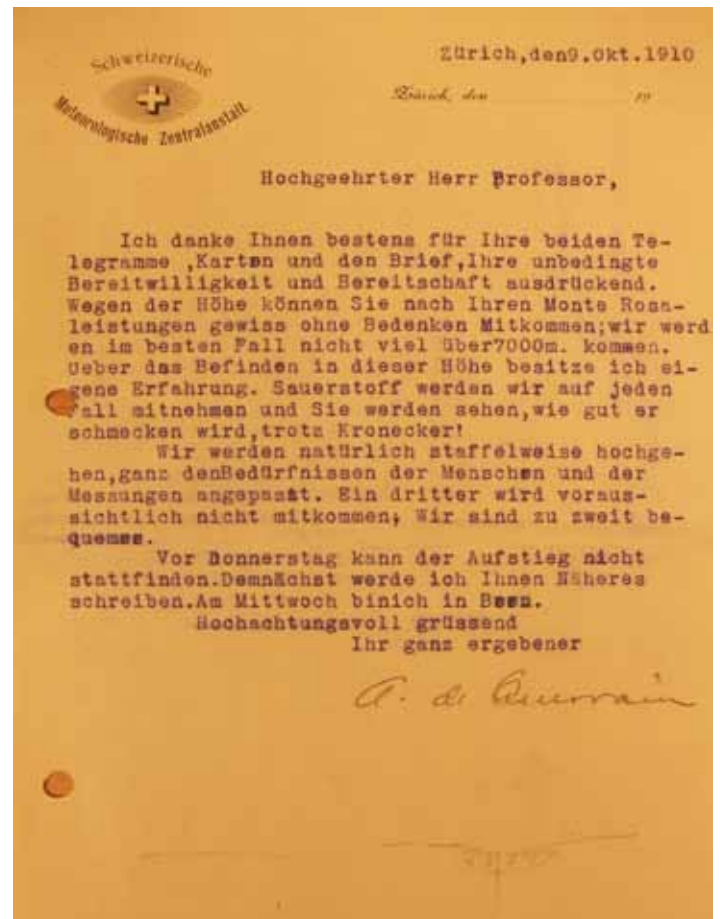 Schweizerische
Meteorologische Zentralanstalt.
Zürich,den9.Okt.1910
Zürich, den 19
Hochgeehrter Herr Professor,
Ich danke Ihnen bestens für Ihre beiden Te-
legramme ,Karten und den Brief,Ihre unbedingte
Bereitwilligkeit und Bereitschaft ausdrückend.
Wegen der Höhe können Sie nach Ihren Monte Rosa-
leistungen gewiss ohne Bedenken Mitkommen;wir werd
en im besten Fall nicht viel über7000m. kommen.
Ueber das Befinden in dieser Höhe besitze ich ei-
gene Erfahrung. Sauerstoff werden wir auf jeden
Fall mitnehmen und Sie werden sehen,wie gut er
schmecken wird,trotz Kronecker!
Wir werden natürlich staffelweise hochge-
hen,ganz denBedürfnissen der Menschen und der
Messungen angepasst. Ein dritter wird voraus-
sichtlich nicht mitkommen; Wir sind zu zweit be-
Vor Donnerstag kann der Aufstieg nicht
stattfinden.Demnächst werde ich Ihnen Näheres
schreiben.Am Mittwoch binich in Bern.
Hochachtungsvoll grüssend
Ihr ganz ergebener
A. de Quervain